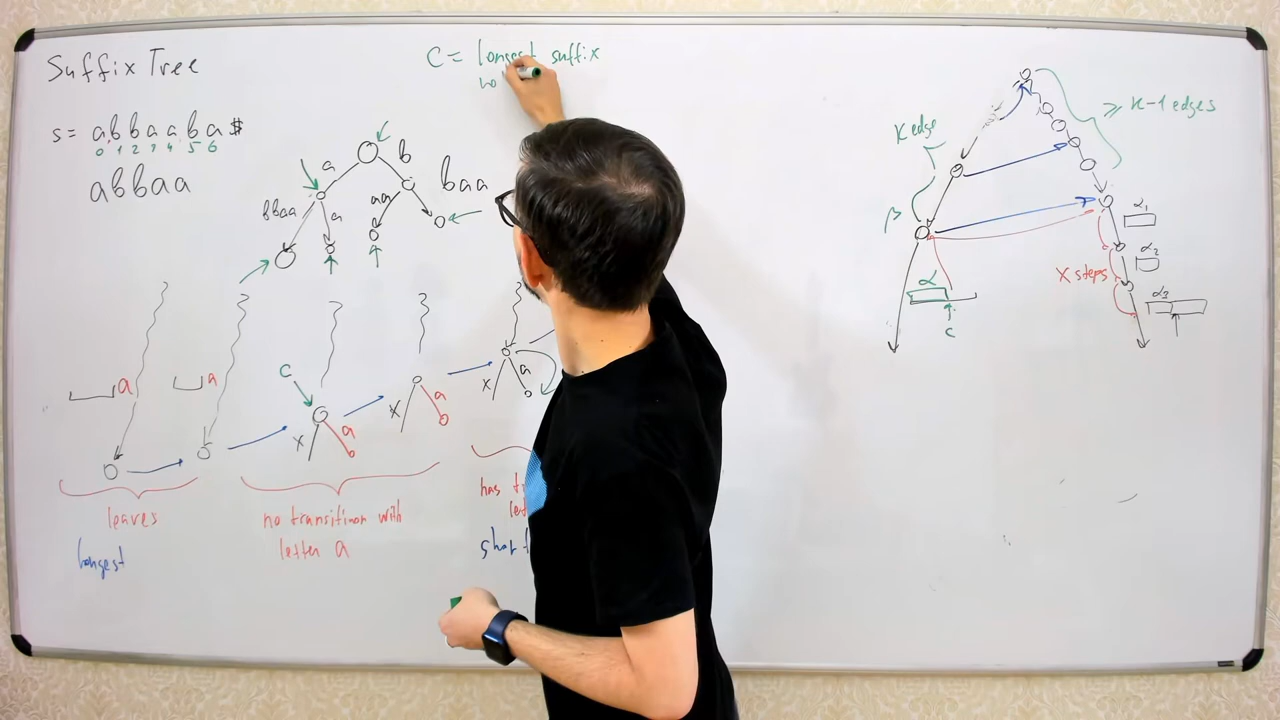 Suffix Tree
C = longest suffix
s = abbaaba#
0 1 2 3 4 5 6
abbaa
a
b
baa
bbaa
a
aa
K edge
≥ K-1 edges
β
α
C
α₁
α₂
α₃
X steps
a
a
C
X
a
X
a
X
a
leaves
no transition with
letter a
has
longest